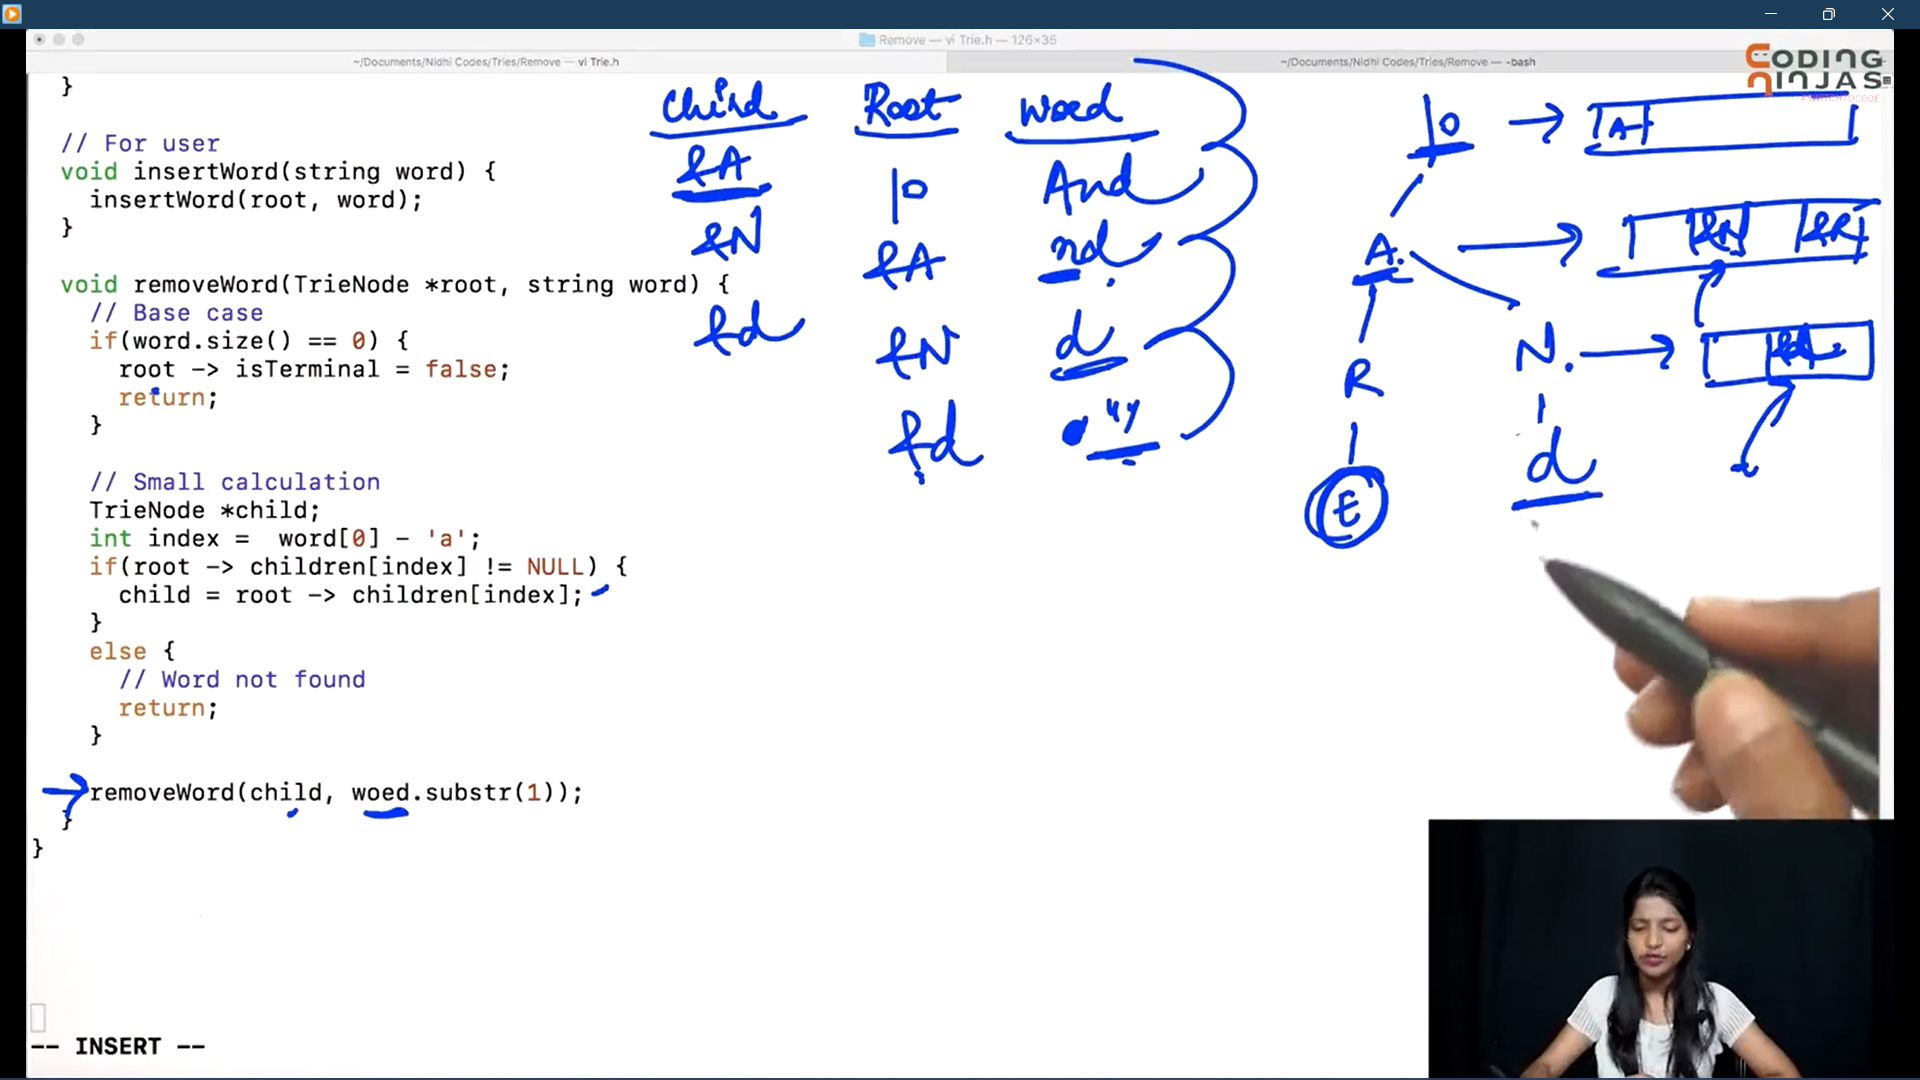 Remove — vi Trie.h — 126×35
~/Documents/Nidhi Codes/Tries/Remove — vi Trie.h
~/Documents/Nidhi Codes/Tries/Remove — -bash
CODING
NINJAS
}
// For user
void insertWord(string word) {
insertWord(root, word);
}
void removeWord(TrieNode *root, string word) {
// Base case
if(word.size() == 0) {
root -> isTerminal = false;
return;
}
// Small calculation
TrieNode *child;
int index =  word[0] - 'a';
if(root -> children[index] != NULL) {
child = root -> children[index];
}
else {
// Word not found
return;
}
removeWord(child, woed.substr(1));
}
}
-- INSERT --
Child Root Word
&A \0 And
&N &A nd
&d &N d
&d ""
\0 → A
A. → &N &R
R N. → &d
E d